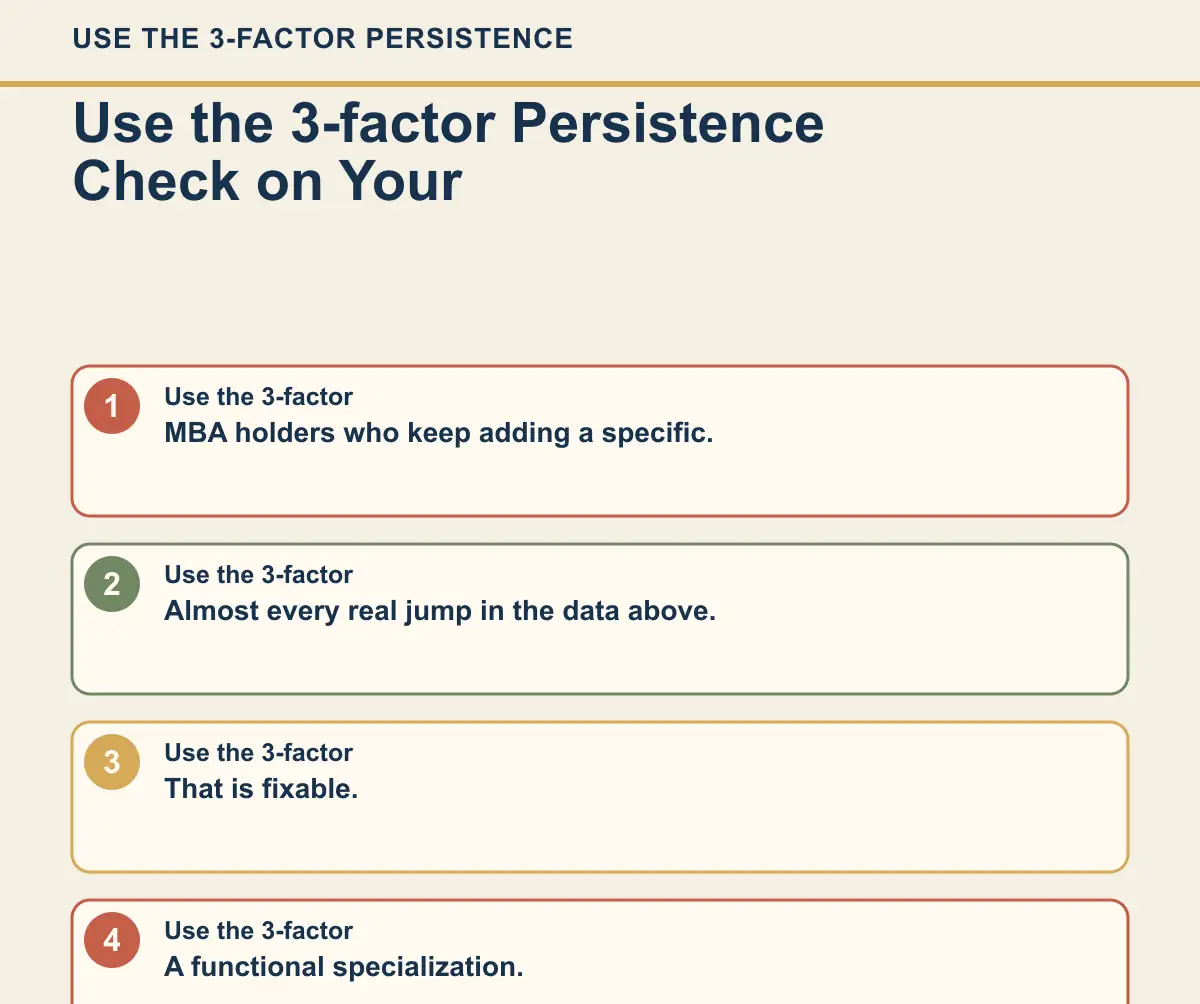 USE THE 3-FACTOR PERSISTENCE
Use the 3-factor Persistence
Check on Your
1
Use the 3-factor
MBA holders who keep adding a specific.
2
Use the 3-factor
Almost every real jump in the data above.
3
Use the 3-factor
That is fixable.
4
Use the 3-factor
A functional specialization.